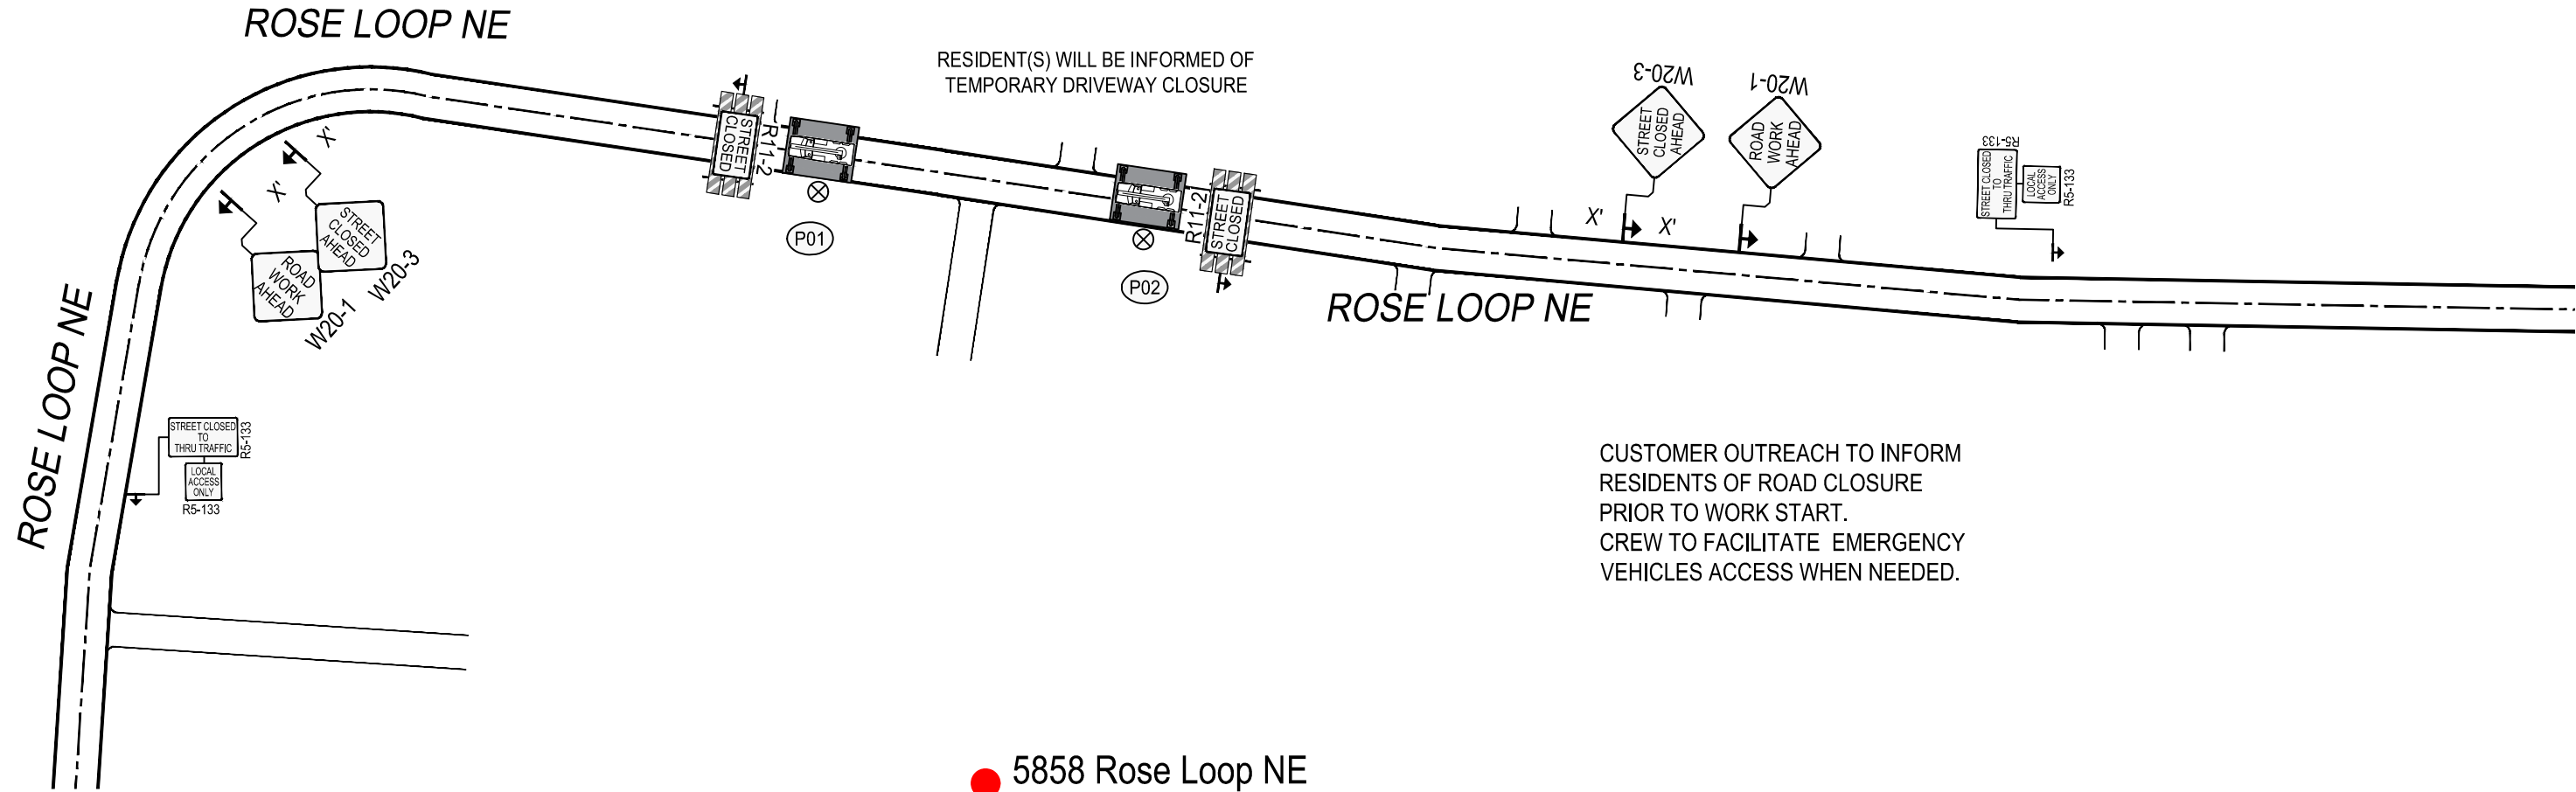 ROSE LOOP NE
RESIDENT(S) WILL BE INFORMED OF
TEMPORARY DRIVEWAY CLOSURE
STREET
CLOSED
R11-2
P01
P02
R11-2
STREET
CLOSED
W20-3
STREET
CLOSED
AHEAD
'X'
'X'
W20-1
ROAD
WORK
AHEAD
R5-133
STREET CLOSED
TO
THRU TRAFFIC
LOCAL
ACCESS
ONLY
R5-133
'X'
'X'
STREET
CLOSED
AHEAD
W20-3
ROAD
WORK
AHEAD
W20-1
ROSE LOOP NE
ROSE LOOP NE
STREET CLOSED
TO
THRU TRAFFIC
R5-133
LOCAL
ACCESS
ONLY
R5-133
CUSTOMER OUTREACH TO INFORM
RESIDENTS OF ROAD CLOSURE
PRIOR TO WORK START.
CREW TO FACILITATE EMERGENCY
VEHICLES ACCESS WHEN NEEDED.
5858 Rose Loop NE